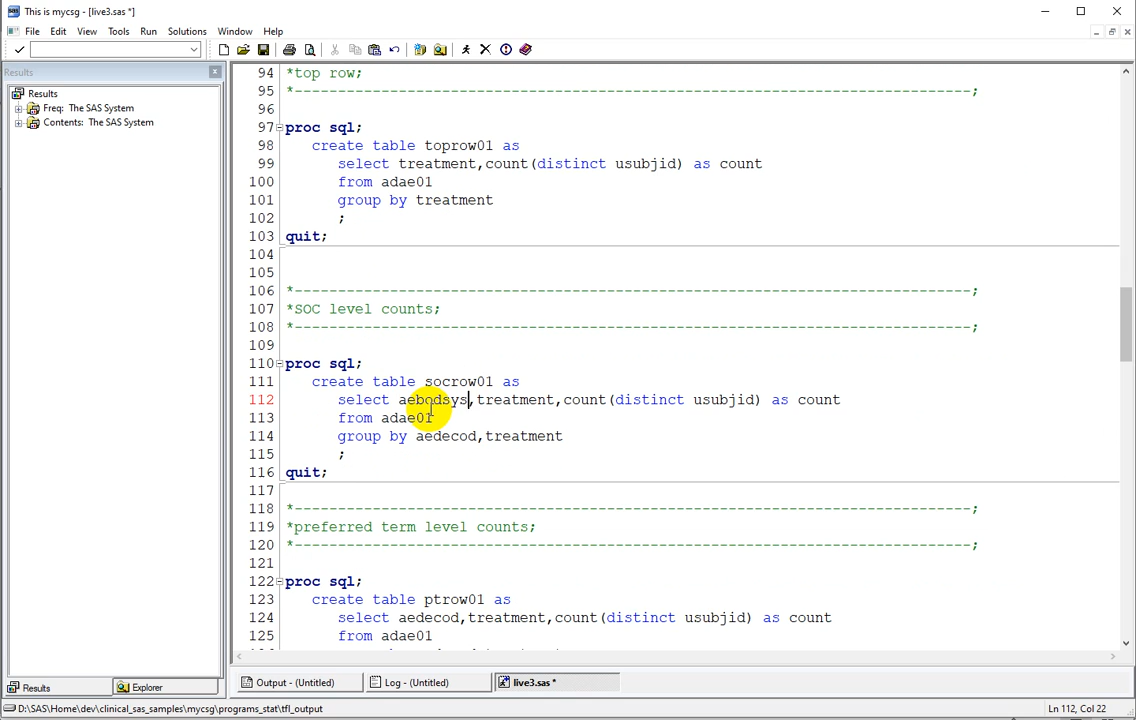 This is mycsg - [live3.sas *]
File Edit View Tools Run Solutions Window Help
Results
Results
Freq: The SAS System
Contents: The SAS System
94 *top row;
95 *-------------------------------------------------------------------------------;
96
97 proc sql;
98 create table toprow01 as
99 select treatment,count(distinct usubjid) as count
100 from adae01
101 group by treatment
102 ;
103 quit;
104
105
106 *-------------------------------------------------------------------------------;
107 *SOC level counts;
108 *-------------------------------------------------------------------------------;
109
110 proc sql;
111 create table socrow01 as
112 select aebodsys,treatment,count(distinct usubjid) as count
113 from adae01
114 group by aedecod,treatment
115 ;
116 quit;
117
118 *-------------------------------------------------------------------------------;
119 *preferred term level counts;
120 *-------------------------------------------------------------------------------;
121
122 proc sql;
123 create table ptrow01 as
124 select aedecod,treatment,count(distinct usubjid) as count
125 from adae01
Results Explorer
Output - (Untitled) Log - (Untitled) live3.sas *
D:\SAS\Home\dev\clinical_sas_samples\mycsg\programs_stat\tfl_output Ln 112, Col 22